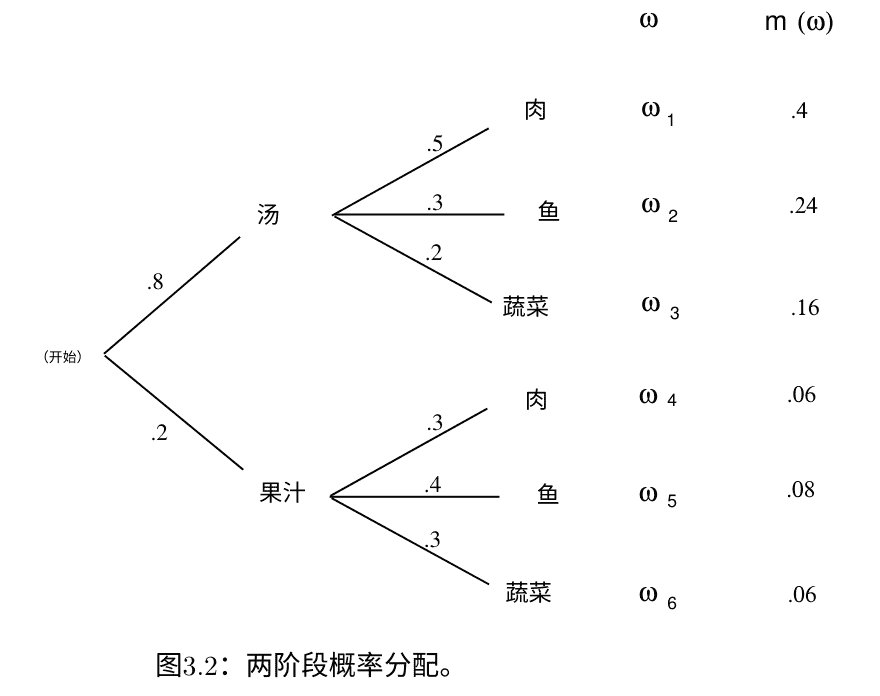 ω m (ω)
肉 ω 1 .4
.5
汤 .3 鱼 ω 2 .24
.2
.8
蔬菜 ω 3 .16
（开始）
肉 ω 4 .06
.2
.3
果汁 .4 鱼 ω 5 .08
.3
蔬菜 ω 6 .06
图3.2：两阶段概率分配。